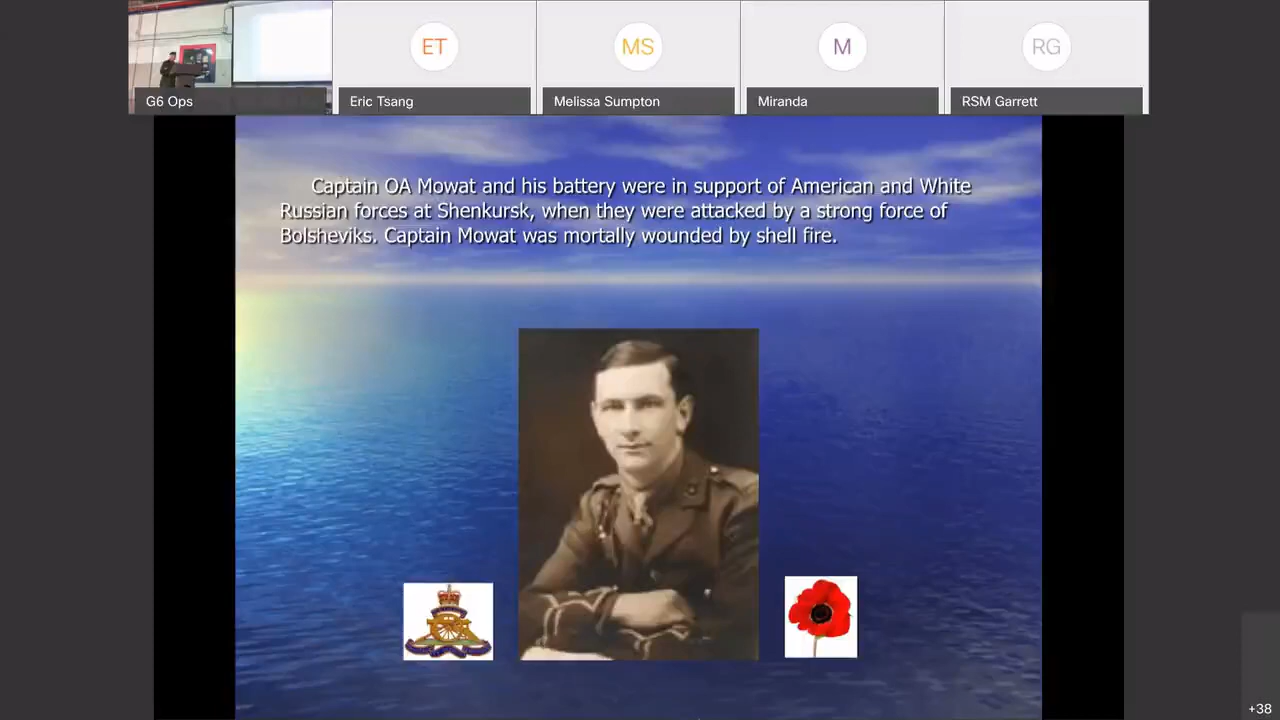 ET
MS
M
RG
G6 Ops
Eric Tsang
Melissa Sumpton
Miranda
RSM Garrett
Captain OA Mowat and his battery were in support of American and White
Russian forces at Shenkursk, when they were attacked by a strong force of
Bolsheviks. Captain Mowat was mortally wounded by shell fire.
+38